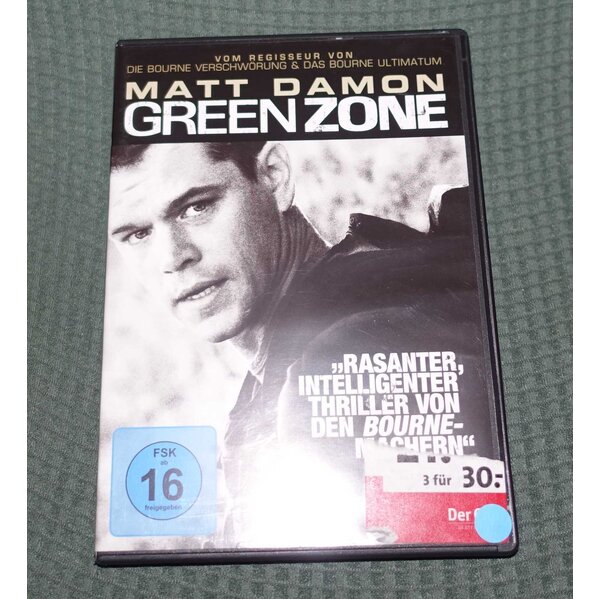 VOM REGISSEUR VON
DIE BOURNE VERSCHWÖRUNG & DAS BOURNE ULTIMATUM
MATT DAMON
GREEN ZONE
„RASANTER,
INTELLIGENTER
THRILLER VON
DEN BOURNE-
MACHERN“
FSK
ab
16
freigegeben
3 für 30.-
Der